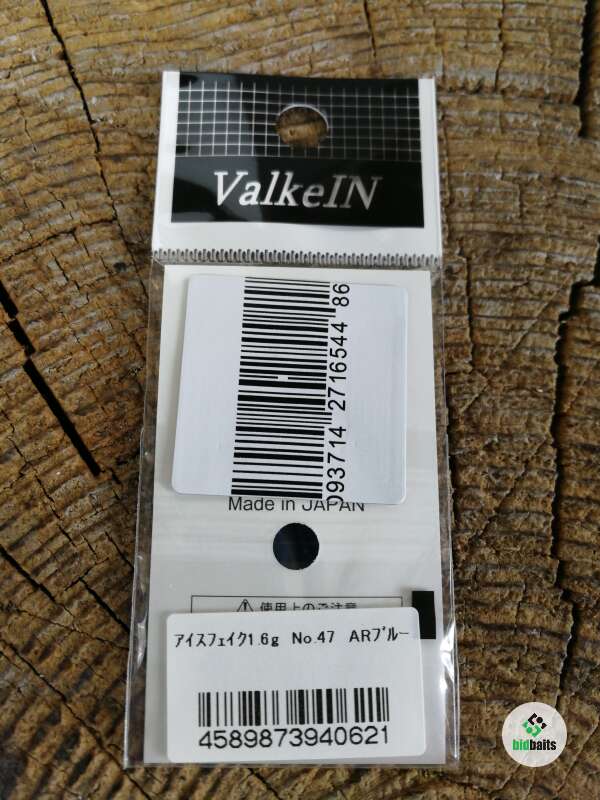 ValkeIN
093714 2716544 86
Made in JAPAN
使用上のご注意
アイスフェイク1.6g No.47 ARブルー
4589873940621
bidbaits